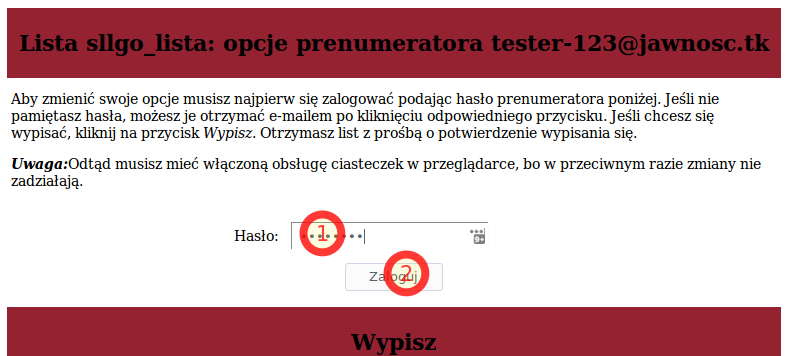 Lista sllgo_lista: opcje prenumeratora tester-123@jawnosc.tk
Aby zmienić swoje opcje musisz najpierw się zalogować podając hasło prenumeratora poniżej. Jeśli nie
pamiętasz hasła, możesz je otrzymać e-mailem po kliknięciu odpowiedniego przycisku. Jeśli chcesz się
wypisać, kliknij na przycisk Wypisz. Otrzymasz list z prośbą o potwierdzenie wypisania się.
Uwaga:Odtąd musisz mieć włączoną obsługę ciasteczek w przeglądarce, bo w przeciwnym razie zmiany nie
zadziałają.
Hasło: 1 9+
Zaloguj 2
Wypisz